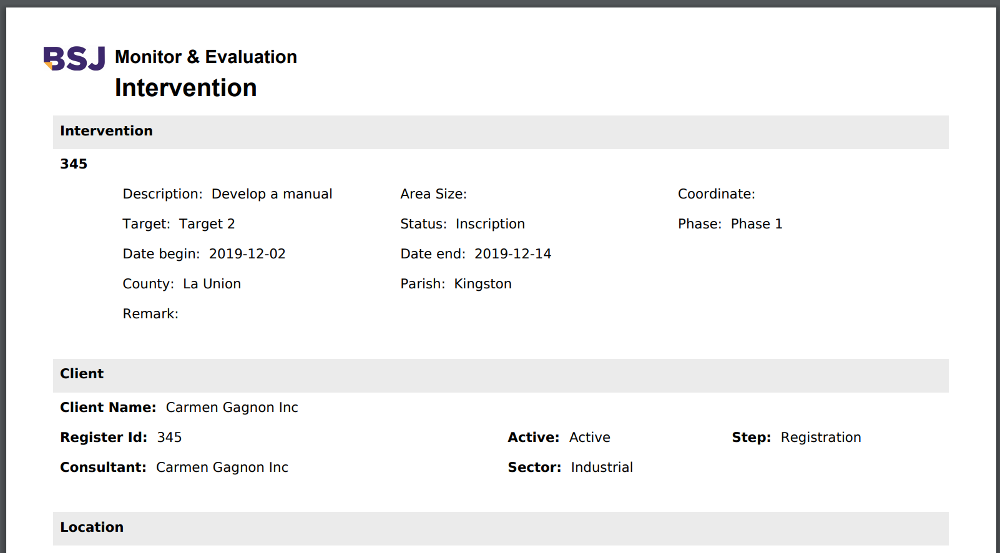 BSJ Monitor & Evaluation
Intervention
Intervention
345
Description: Develop a manual Area Size: Coordinate:
Target: Target 2 Status: Inscription Phase: Phase 1
Date begin: 2019-12-02 Date end: 2019-12-14
County: La Union Parish: Kingston
Remark:
Client
Client Name: Carmen Gagnon Inc
Register Id: 345 Active: Active Step: Registration
Consultant: Carmen Gagnon Inc Sector: Industrial
Location